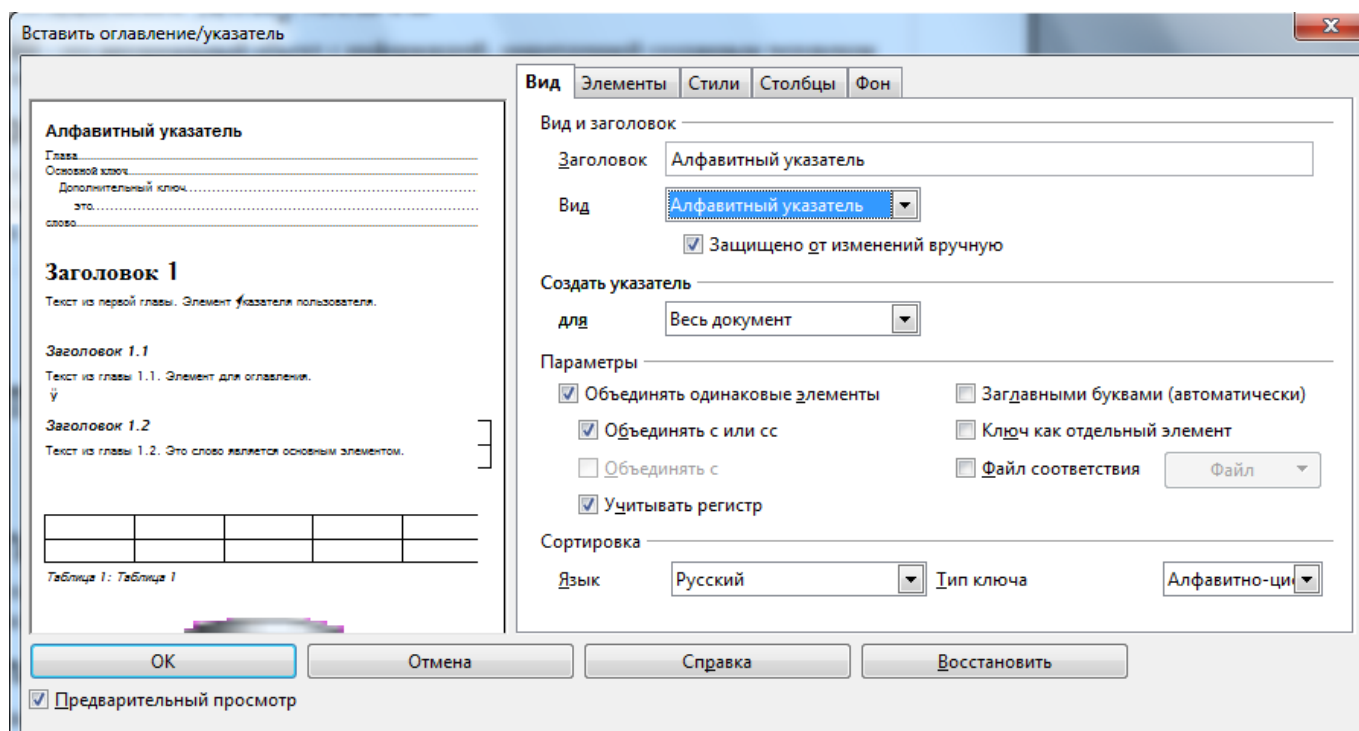 Вставить оглавление/указатель
Алфавитный указатель
Глава
Основной ключ
Дополнительный ключ
это
слово
Заголовок 1
Текст из первой главы. Элемент указателя пользователя.
Заголовок 1.1
Текст из главы 1.1. Элемент для оглавления.
Заголовок 1.2
Текст из главы 1.2. Это слово является основным элементом.
Таблица 1: Таблица 1
Вид Элементы Стили Столбцы Фон
Вид и заголовок
Заголовок Алфавитный указатель
Вид Алфавитный указатель
Защищено от изменений вручную
Создать указатель
для Весь документ
Параметры
Объединять одинаковые элементы Заглавными буквами (автоматически)
Объединять с или сс Ключ как отдельный элемент
Объединять с Файл соответствия Файл
Учитывать регистр
Сортировка
Язык Русский Тип ключа Алфавитно-ци
OK Отмена Справка Восстановить
Предварительный просмотр